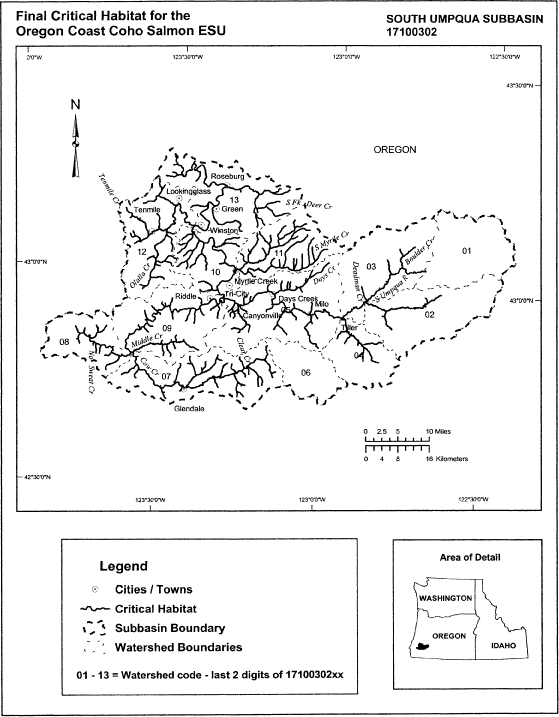 Final Critical Habitat for the
Oregon Coast Coho Salmon ESU
SOUTH UMPQUA SUBBASIN
17100302
0'0"W
123°30'0"W
123°0'0"W
122°30'0"W
43°30'0"N
N
OREGON
Tenmile Cr
Roseburg
Lookingglass
13
Green
S Fk Deer Cr
Tenmile
Winston
S Myrtle Cr
12
11
Boulder Cr
01
43°0'0"N
Olalla Cr
10
Myrtle Creek
Days Cr
Deadman Cr
03
S Umpqua R
43°0'0"N
Riddle
Tri-City
Days Creek
Milo
05
02
Canyonville
Tiller
09
04
08
Middle Cr
Cow Cr
07
06
Glendale
0 2.5 5 10 Miles
0 4 8 16 Kilometers
42°30'0"N
123°30'0"W
123°0'0"W
122°30'0"W
Legend
Cities / Towns
Critical Habitat
Subbasin Boundary
Watershed Boundaries
01 - 13 = Watershed code - last 2 digits of 17100302xx
Area of Detail
WASHINGTON
OREGON
IDAHO